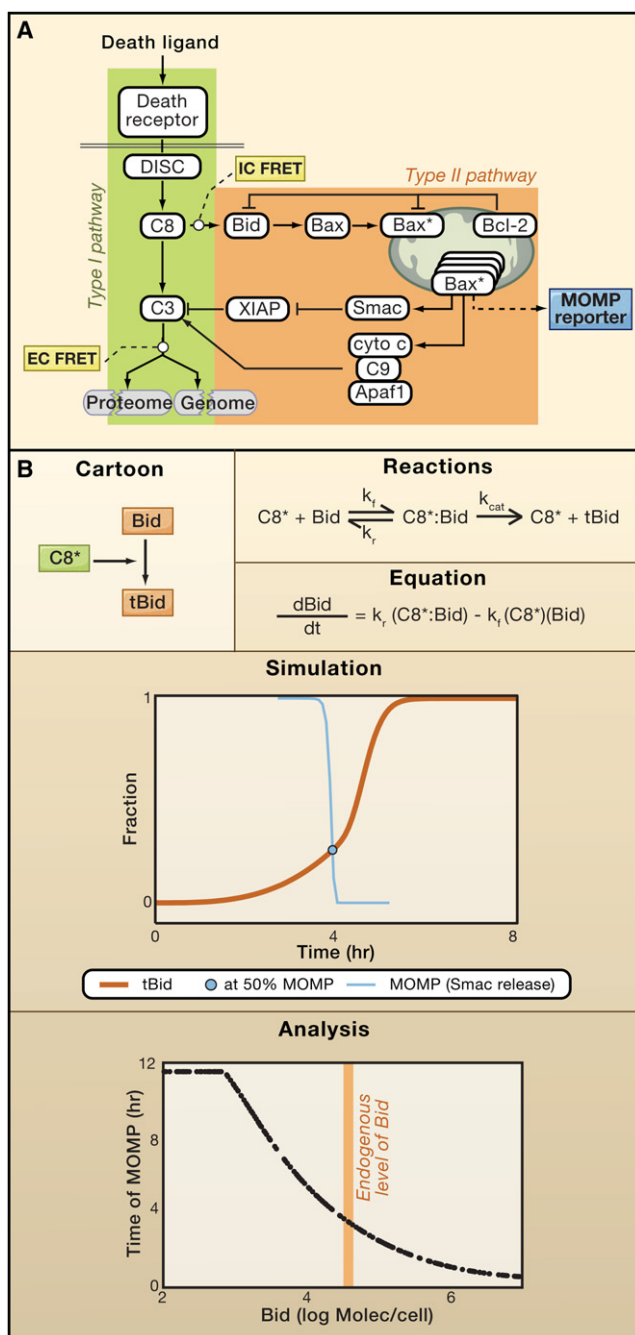 A
Death ligand
Death
receptor
DISC
IC FRET
Type II pathway
Type I pathway
C8
Bid
Bax
Bax*
Bcl-2
Bax*
C3
XIAP
Smac
MOMP
reporter
EC FRET
cyto c
C9
Apaf1
Proteome
Genome
B
Cartoon
Bid
C8*
tBid
Reactions
C8* + Bid k_f k_r C8*:Bid k_cat C8* + tBid
Equation
dBid
dt
= k_r (C8*:Bid) - k_f (C8*)(Bid)
Simulation
1
Fraction
0
0 4 8
Time (hr)
tBid at 50% MOMP MOMP (Smac release)
Analysis
12
8
4
0
Time of MOMP (hr)
Endogenous
level of Bid
2 4 6
Bid (log Molec/cell)